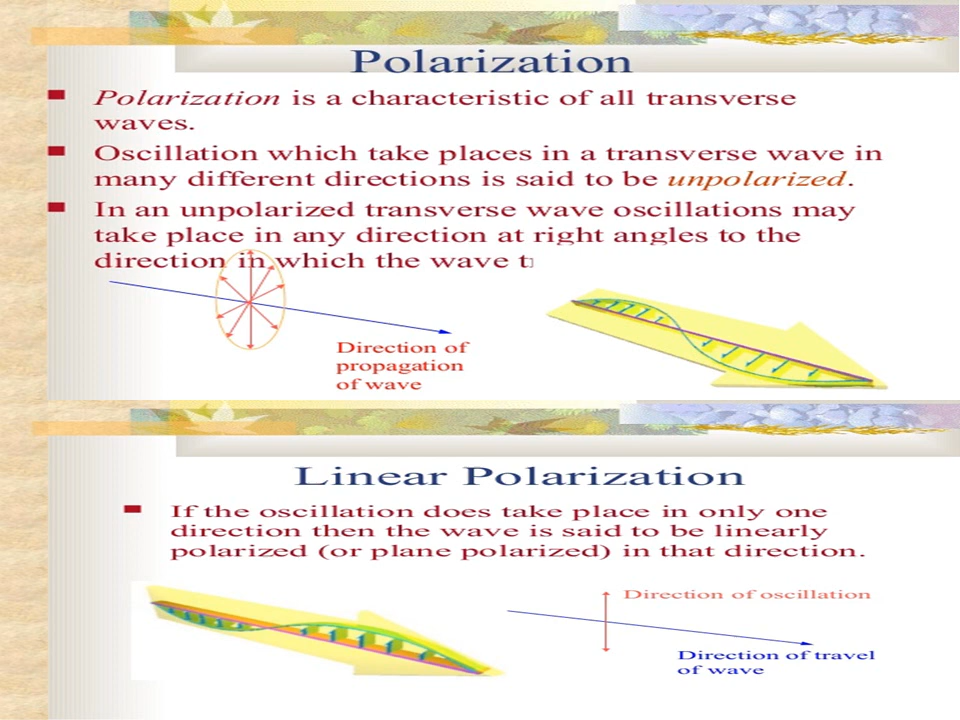 Polarization
Polarization is a characteristic of all transverse
waves.
Oscillation which take places in a transverse wave in
many different directions is said to be unpolarized.
In an unpolarized transverse wave oscillations may
take place in any direction at right angles to the
direction in which the wave
Direction of
propagation
of wave
Linear Polarization
If the oscillation does take place in only one
direction then the wave is said to be linearly
polarized (or plane polarized) in that direction.
Direction of oscillation
Direction of travel
of wave